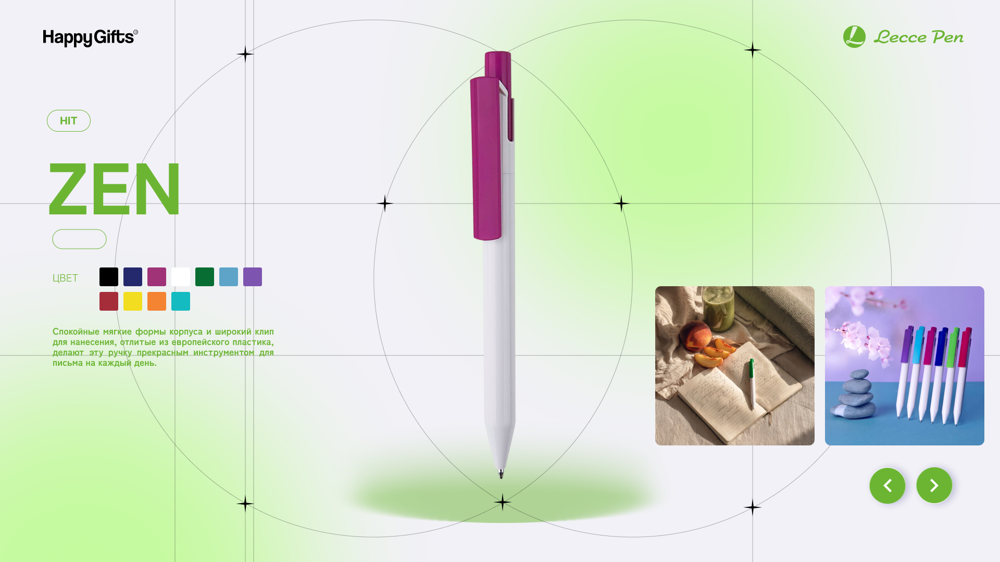 HappyGifts
Lecce Pen
HIT
ZEN
ЦВЕТ
Спокойные мягкие формы корпуса и широкий клип
для нанесения, отлитые из европейского пластика,
делают эту ручку прекрасным инструментом для
письма на каждый день.